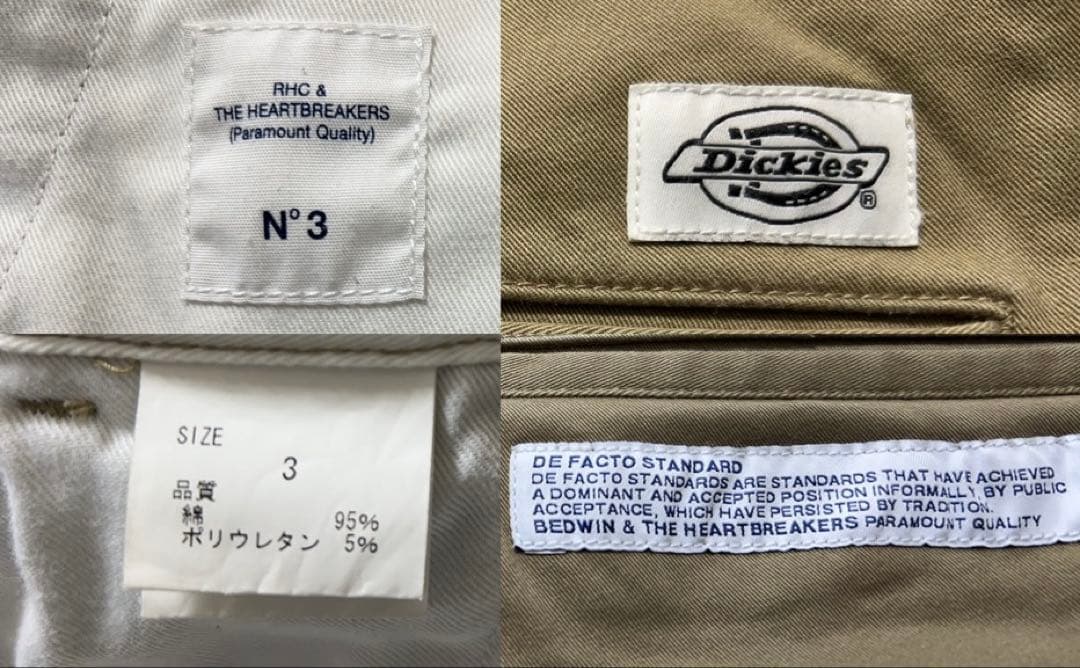 RHC &
THE HEARTBREAKERS
(Paramount Quality)
N° 3
Dickies
®
SIZE
3
品質
綿 95%
ポリウレタン 5%
DE FACTO STANDARD
DE FACTO STANDARDS ARE STANDARDS THAT HAVE ACHIEVED
A DOMINANT AND ACCEPTED POSITION INFORMALLY, BY PUBLIC
ACCEPTANCE, WHICH HAVE PERSISTED BY TRADITION.
BEDWIN & THE HEARTBREAKERS PARAMOUNT QUALITY